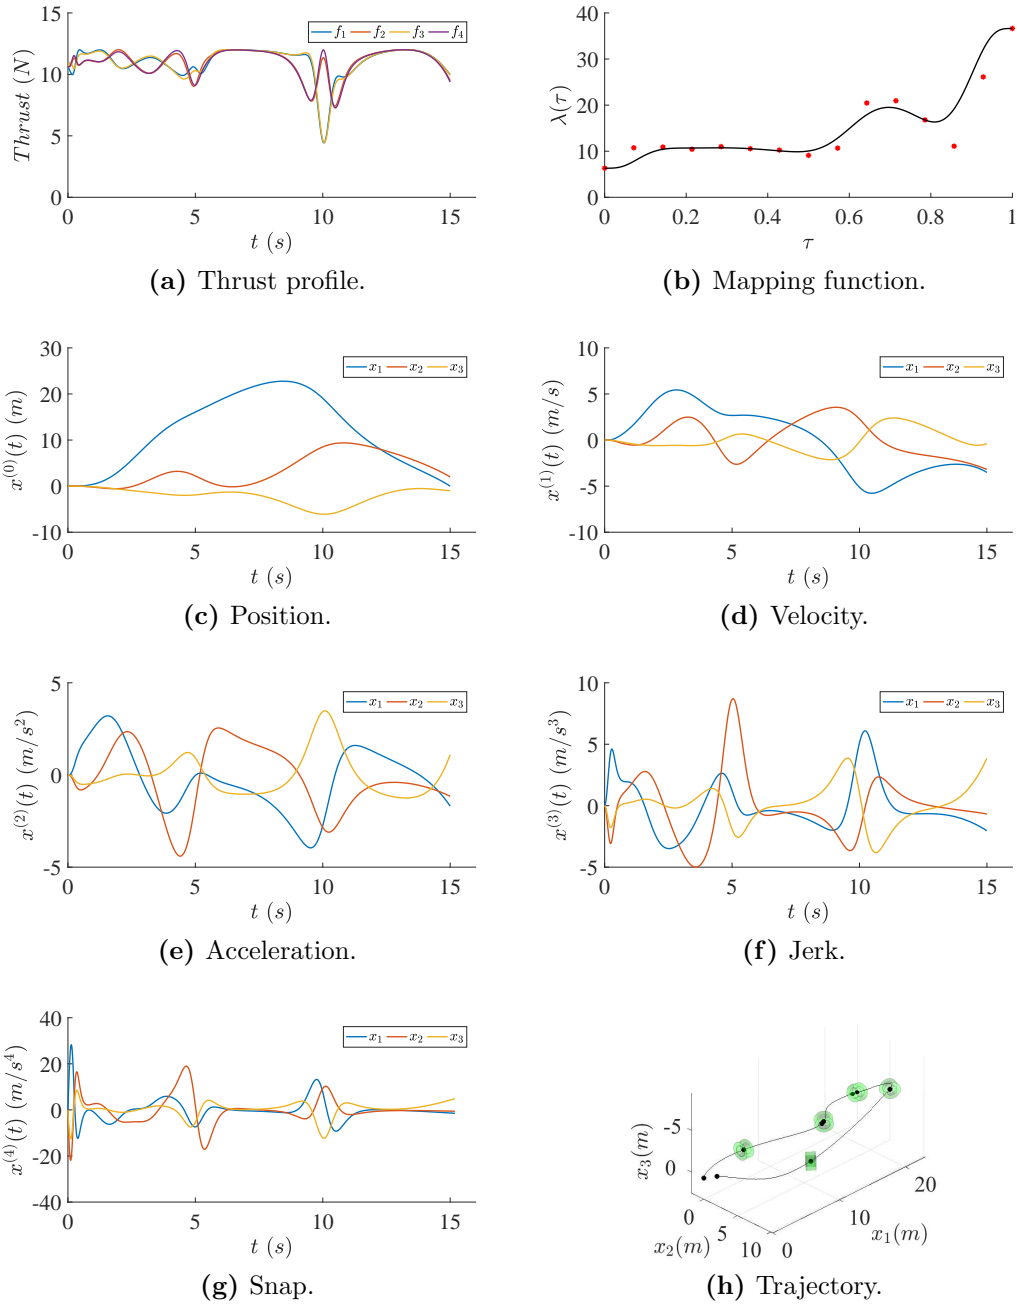 15
10
5
0
Thrust (N)
f₁ f₂ f₃ f₄
0 5 10 15
t (s)
(a) Thrust profile.
40
30
20
10
0
λ(τ)
0 0.2 0.4 0.6 0.8 1
τ
(b) Mapping function.
30
20
10
0
-10
x⁽⁰⁾(t) (m)
x₁ x₂ x₃
0 5 10 15
t (s)
(c) Position.
10
5
0
-5
-10
x⁽¹⁾(t) (m/s)
x₁ x₂ x₃
0 5 10 15
t (s)
(d) Velocity.
5
0
-5
x⁽²⁾(t) (m/s²)
x₁ x₂ x₃
0 5 10 15
t (s)
(e) Acceleration.
10
5
0
-5
x⁽³⁾(t) (m/s³)
x₁ x₂ x₃
0 5 10 15
t (s)
(f) Jerk.
40
20
0
-20
-40
x⁽⁴⁾(t) (m/s⁴)
x₁ x₂ x₃
0 5 10 15
t (s)
(g) Snap.
-5
0
x₃(m)
0
5
10
x₂(m)
0
10
20
x₁(m)
(h) Trajectory.